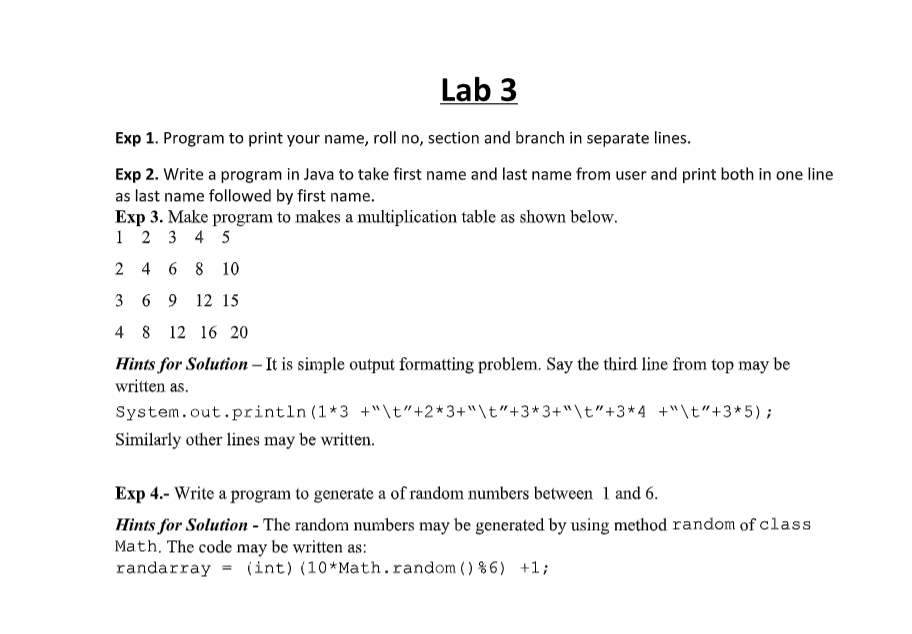 Lab 3
Exp 1. Program to print your name, roll no, section and branch in separate lines.
Exp 2. Write a program in Java to take first name and last name from user and print both in one line
as last name followed by first name.
Exp 3. Make program to makes a multiplication table as shown below.
1 2 3 4 5
2 4 6 8 10
3 6 9 12 15
4 8 12 16 20
Hints for Solution – It is simple output formatting problem. Say the third line from top may be
written as.
System.out.println(1*3 +“\t”+2*3+“\t”+3*3+“\t”+3*4 +“\t”+3*5);
Similarly other lines may be written.
Exp 4.- Write a program to generate a of random numbers between 1 and 6.
Hints for Solution - The random numbers may be generated by using method random of class
Math. The code may be written as:
randarray = (int)(10*Math.random()%6) +1;